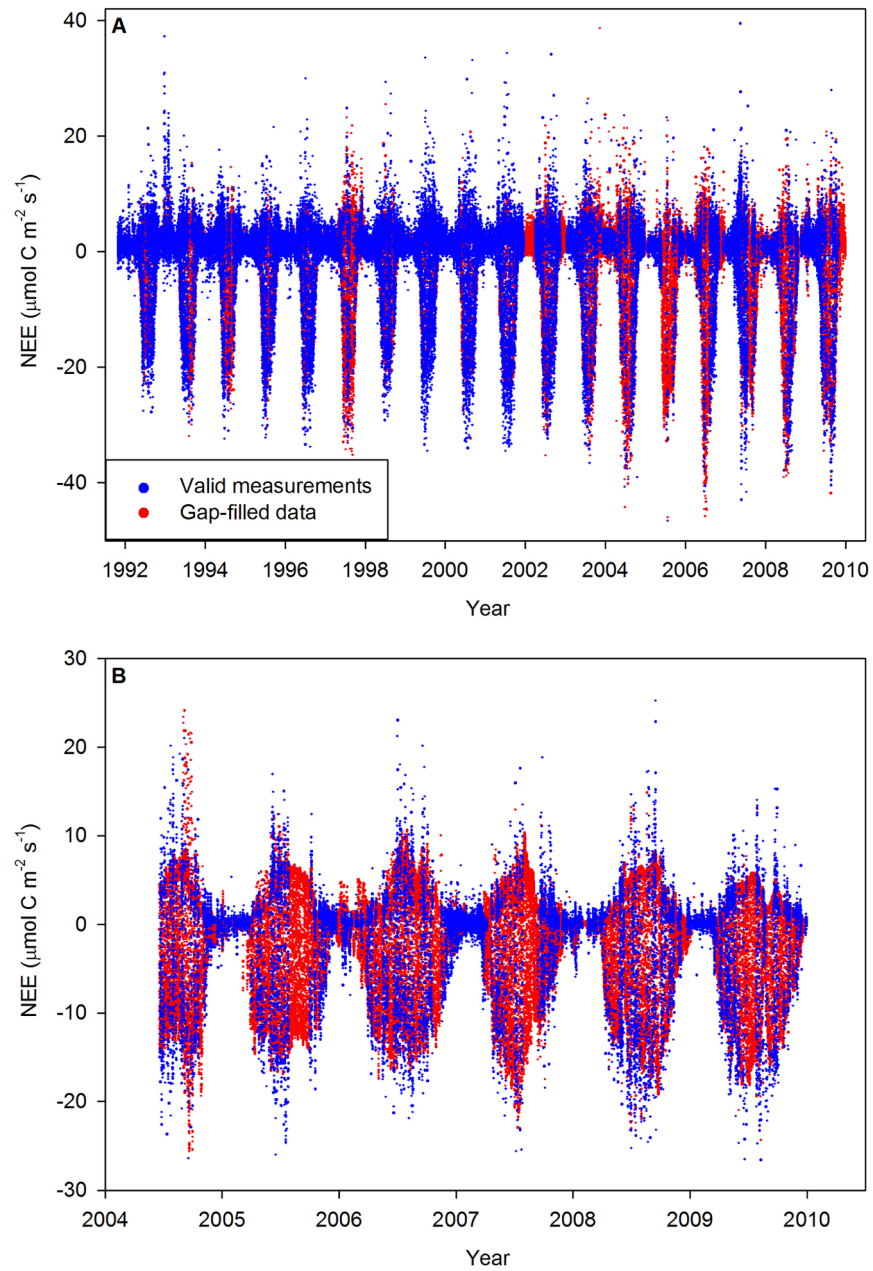 A
40
20
0
-20
-40
NEE (μmol C m⁻² s⁻¹)
Valid measurements
Gap-filled data
1992 1994 1996 1998 2000 2002 2004 2006 2008 2010
Year
B
30
20
10
0
-10
-20
-30
NEE (μmol C m⁻² s⁻¹)
2004 2005 2006 2007 2008 2009 2010
Year